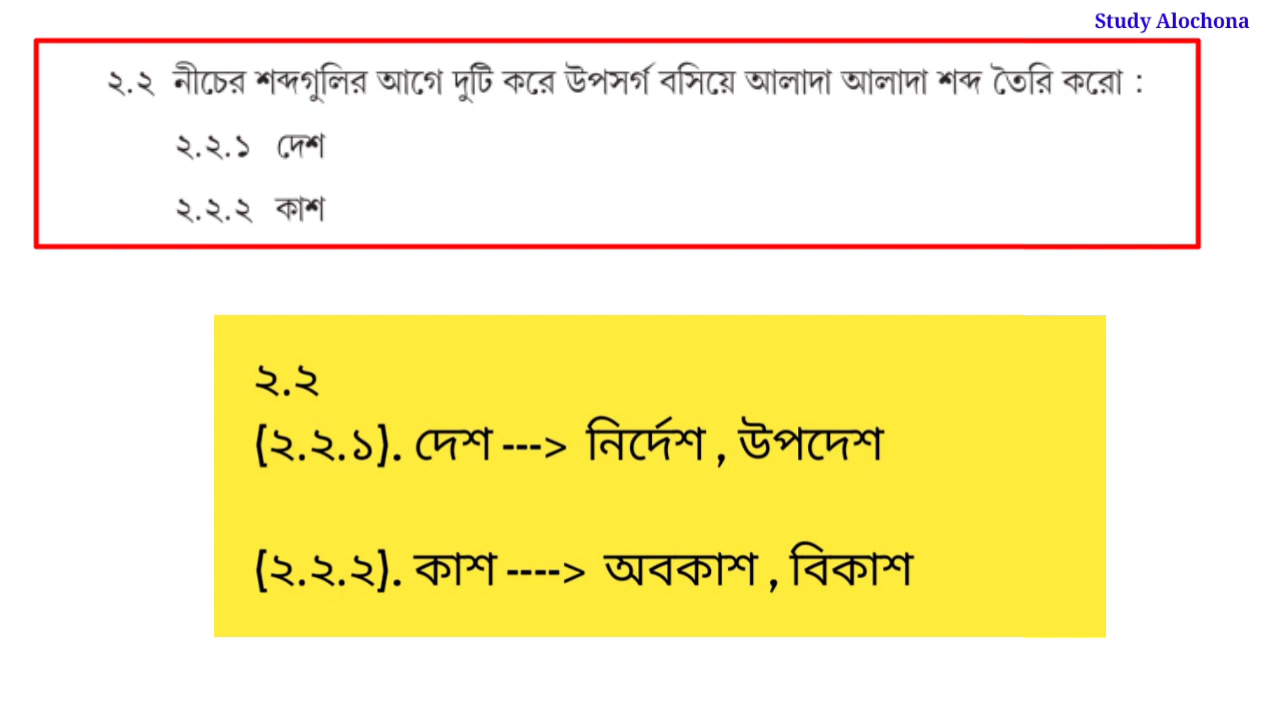 Study Alochona
২.২ নীচের শব্দগুলির আগে দুটি করে উপসর্গ বসিয়ে আলাদা আলাদা শব্দ তৈরি করো :
২.২.১ দেশ
২.২.২ কাশ
২.২
(২.২.১). দেশ ---> নির্দেশ , উপদেশ
(২.২.২). কাশ ----> অবকাশ , বিকাশ